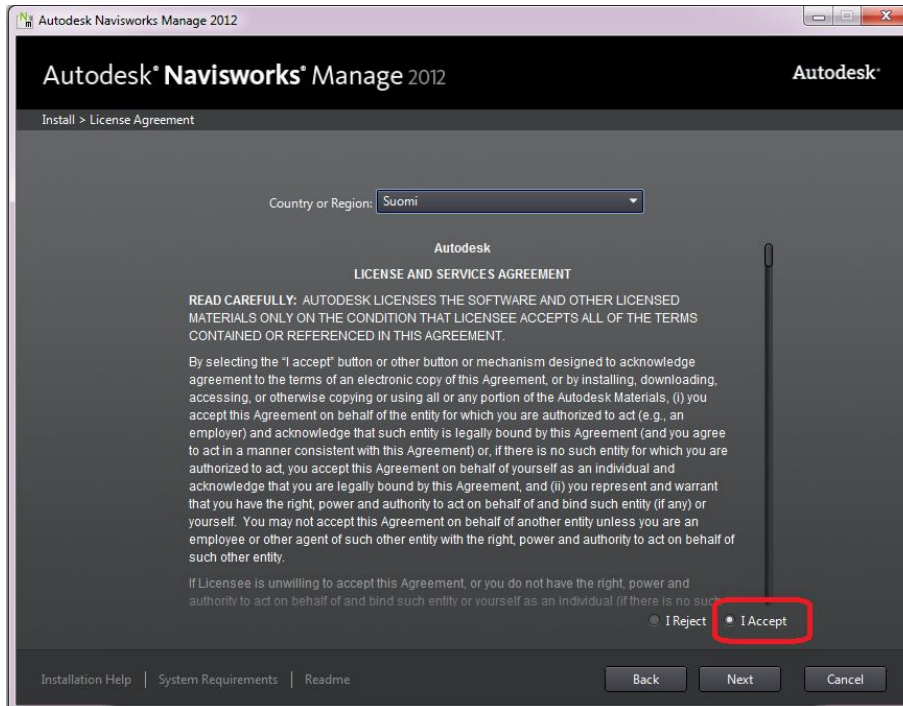 Autodesk Navisworks Manage 2012
Autodesk® Navisworks® Manage 2012
Autodesk®
Install > License Agreement
Country or Region: Suomi
Autodesk
LICENSE AND SERVICES AGREEMENT
READ CAREFULLY: AUTODESK LICENSES THE SOFTWARE AND OTHER LICENSED
MATERIALS ONLY ON THE CONDITION THAT LICENSEE ACCEPTS ALL OF THE TERMS
CONTAINED OR REFERENCED IN THIS AGREEMENT.
By selecting the “I accept” button or other button or mechanism designed to acknowledge
agreement to the terms of an electronic copy of this Agreement, or by installing, downloading,
accessing, or otherwise copying or using all or any portion of the Autodesk Materials, (i) you
accept this Agreement on behalf of the entity for which you are authorized to act (e.g., an
employer) and acknowledge that such entity is legally bound by this Agreement (and you agree
to act in a manner consistent with this Agreement) or, if there is no such entity for which you are
authorized to act, you accept this Agreement on behalf of yourself as an individual and
acknowledge that you are legally bound by this Agreement, and (ii) you represent and warrant
that you have the right, power and authority to act on behalf of and bind such entity (if any) or
yourself. You may not accept this Agreement on behalf of another entity unless you are an
employee or other agent of such other entity with the right, power and authority to act on behalf of
such other entity.
If Licensee is unwilling to accept this Agreement, or you do not have the right, power and
authority to act on behalf of and bind such entity or yourself as an individual (if there is no such
I Reject I Accept
Installation Help | System Requirements | Readme Back Next Cancel